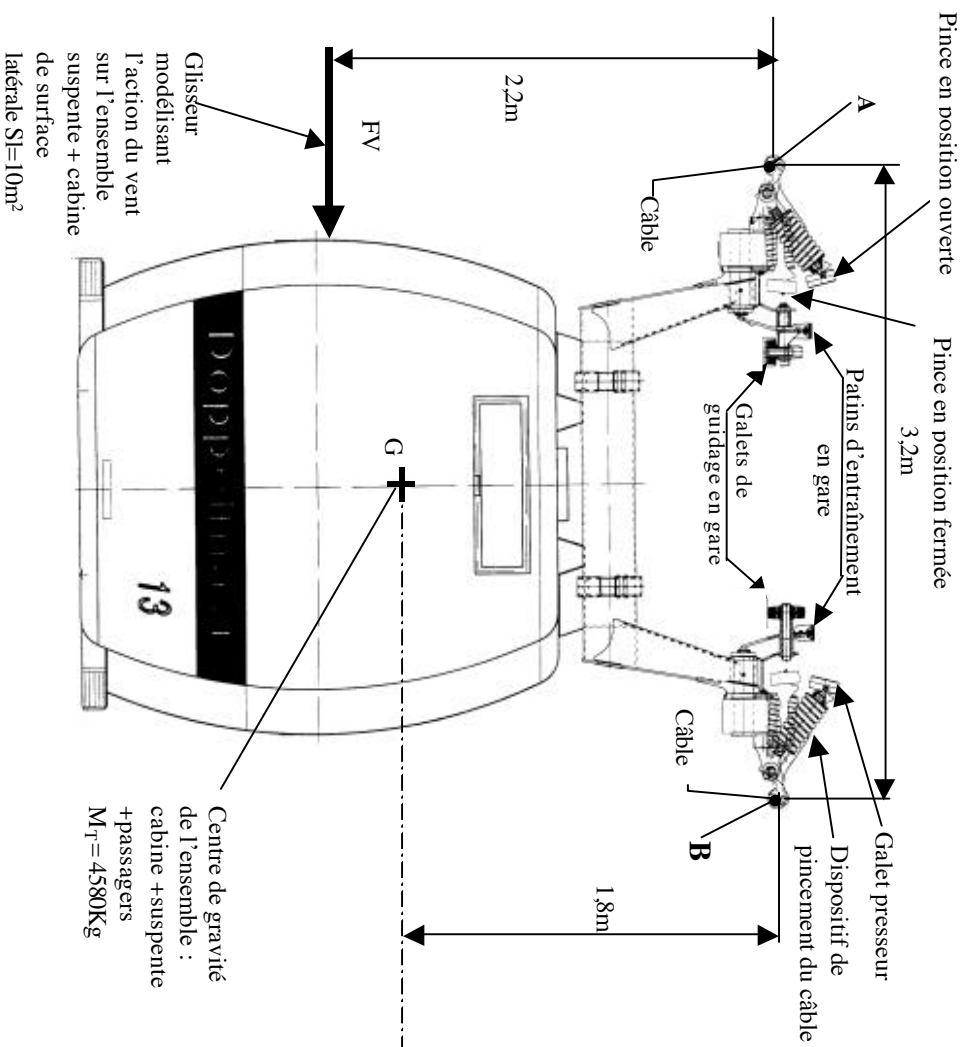 Pince en position ouverte
Pince en position fermée
3,2m
A
Câble
Patins d'entraînement
en gare
Galets de
guidage en gare
Galet presseur
Dispositif de
pincement du câble
Câble
B
2,2m
1,8m
FV
Glisseur
modélisant
l'action du vent
sur l'ensemble
suspente + cabine
de surface
latérale Sl=10m²
G
13
Centre de gravité
de l'ensemble :
cabine +suspente
+passagers
MT = 4580Kg